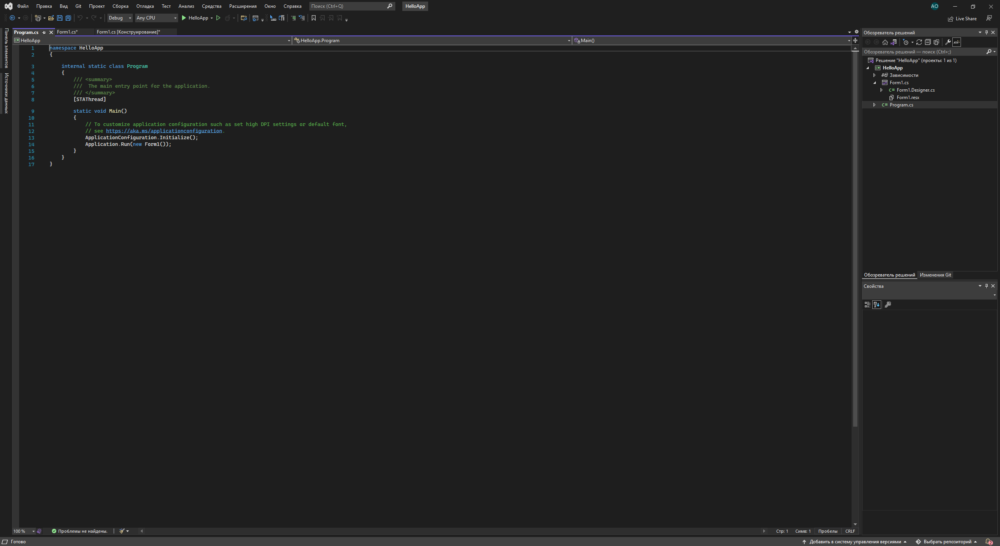 Файл Правка Вид Git Проект Сборка Отладка Тест Анализ Средства Расширения Окно Справка Поиск (Ctrl+Q) HelloApp AO
Debug Any CPU HelloApp Live Share
Панель элементов
Источники данных
Program.cs Form1.cs* Form1.cs [Конструирование]*
HelloApp HelloApp.Program Main()
1 namespace HelloApp
2 {
3 internal static class Program
4 {
5 /// <summary>
6 /// The main entry point for the application.
7 /// </summary>
8 [STAThread]
9 static void Main()
10 {
11 // To customize application configuration such as set high DPI settings or default font,
12 // see https://aka.ms/applicationconfiguration.
13 ApplicationConfiguration.Initialize();
14 Application.Run(new Form1());
15 }
16 }
17 }
Обозреватель решений
Обозреватель решений — поиск (Ctrl+;)
Решение "HelloApp" (проекты: 1 из 1)
C# HelloApp
Зависимости
Form1.cs
C# Form1.Designer.cs
Form1.resx
C# Program.cs
Обозреватель решений Изменения Git
Свойства
100 % Проблемы не найдены. Стр: 1 Симв: 1 Пробелы CRLF
Готово Добавить в систему управления версиями Выбрать репозиторий 2